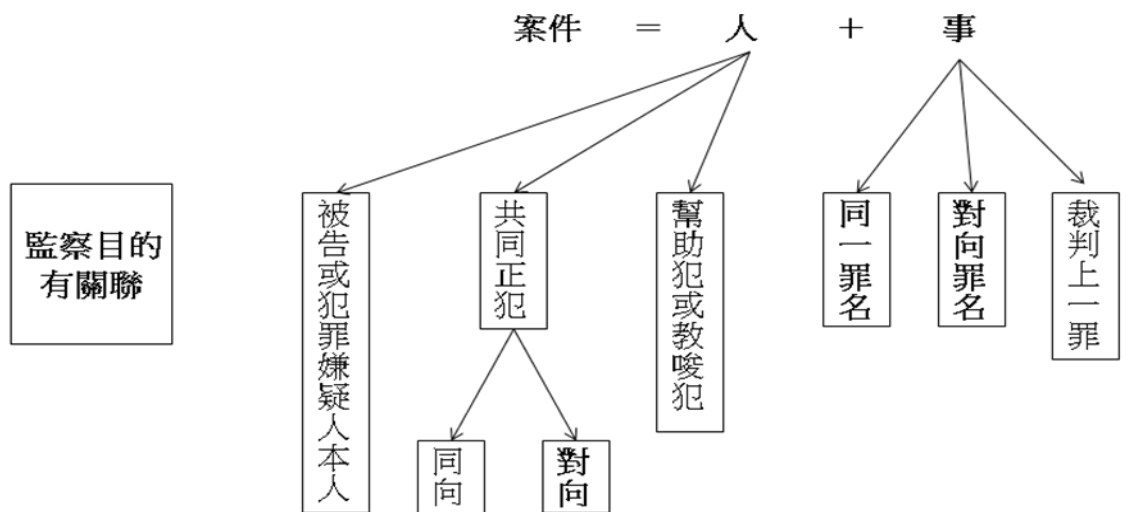 案件 = 人 + 事
監察目的
有關聯
被告或犯罪嫌疑人本人
共同正犯
幫助犯或教唆犯
同一罪名
對向罪名
裁判上一罪
同向
對向